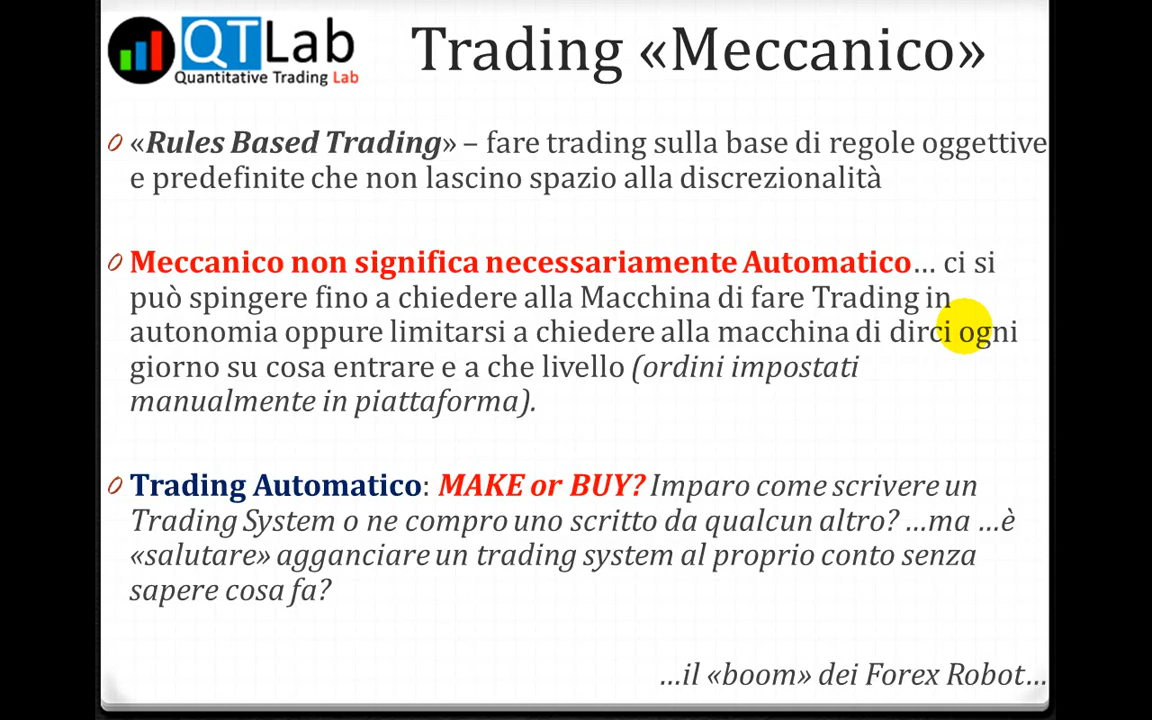 QTLab
Quantitative Trading Lab
Trading «Meccanico»
«Rules Based Trading» – fare trading sulla base di regole oggettive
e predefinite che non lascino spazio alla discrezionalità
Meccanico non significa necessariamente Automatico… ci si
può spingere fino a chiedere alla Macchina di fare Trading in
autonomia oppure limitarsi a chiedere alla macchina di dirci ogni
giorno su cosa entrare e a che livello (ordini impostati
manualmente in piattaforma).
Trading Automatico: MAKE or BUY? Imparo come scrivere un
Trading System o ne compro uno scritto da qualcun altro? …ma …è
«salutare» agganciare un trading system al proprio conto senza
sapere cosa fa?
…il «boom» dei Forex Robot…